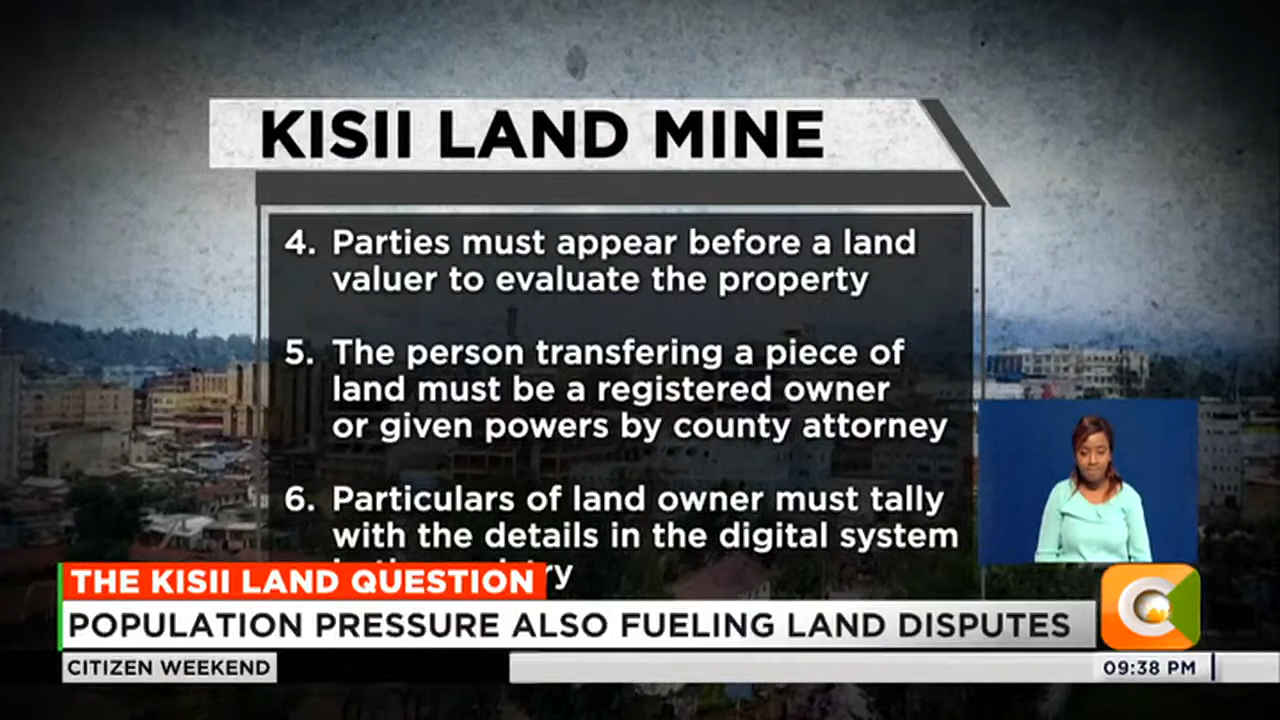 KISII LAND MINE
4. Parties must appear before a land
valuer to evaluate the property
5. The person transfering a piece of
land must be a registered owner
or given powers by county attorney
6. Particulars of land owner must tally
with the details in the digital system
THE KISII LAND QUESTION
POPULATION PRESSURE ALSO FUELING LAND DISPUTES
CITIZEN WEEKEND
09:38 PM